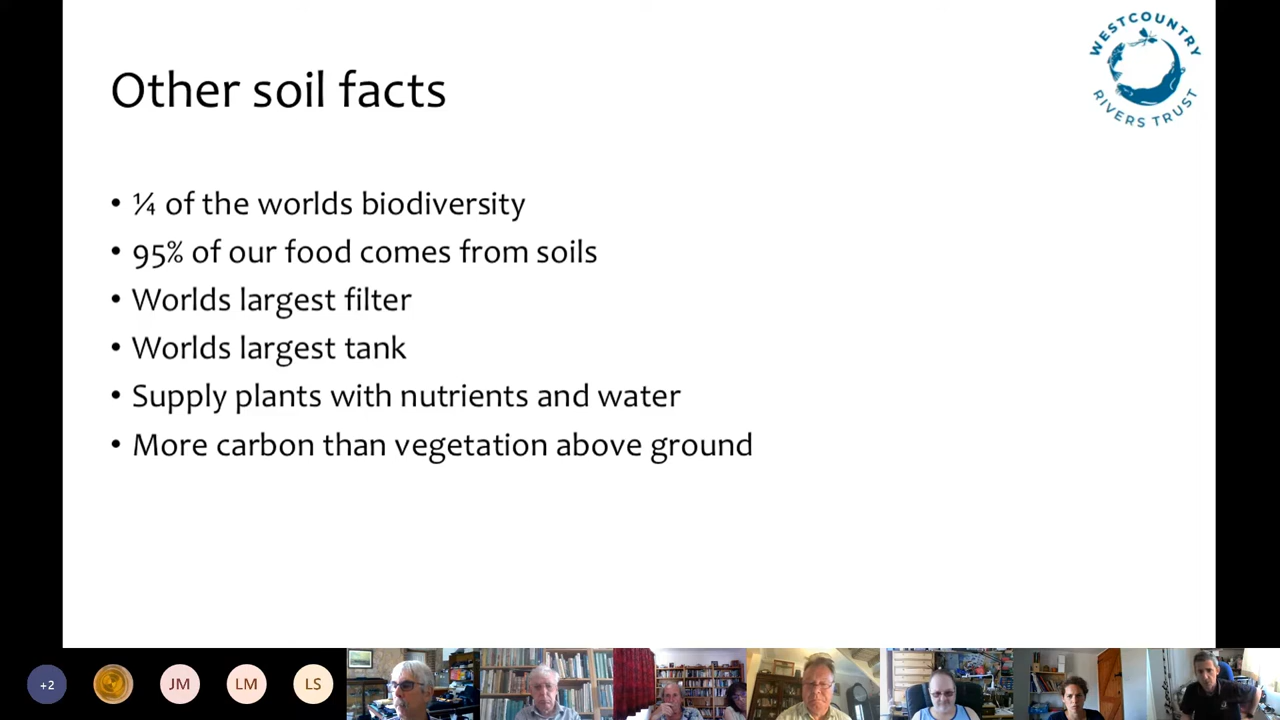 Other soil facts
WESTCOUNTRY
RIVERS TRUST
• ¼ of the worlds biodiversity
• 95% of our food comes from soils
• Worlds largest filter
• Worlds largest tank
• Supply plants with nutrients and water
• More carbon than vegetation above ground
+2
JM
LM
LS